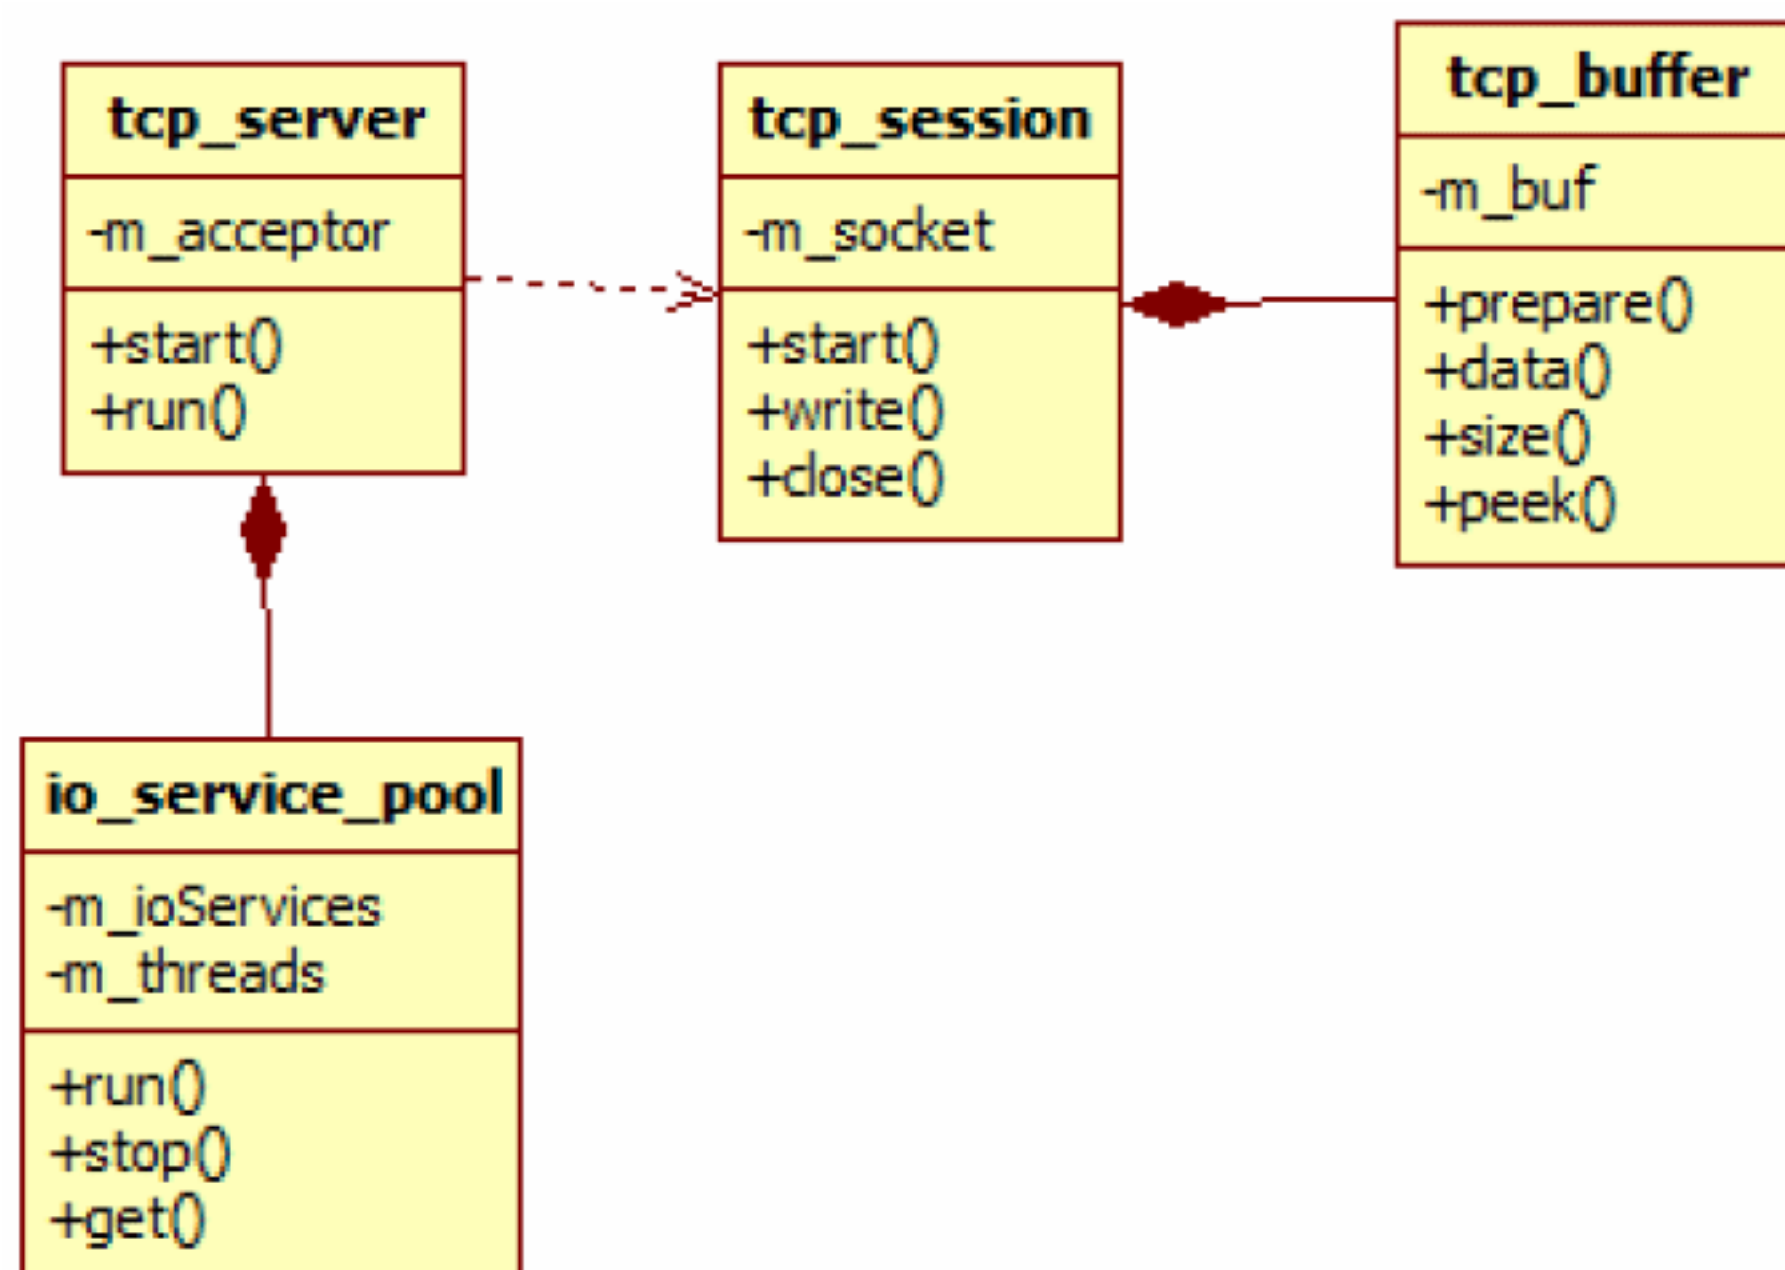 tcp_server
-m_acceptor
+start()
+run()
tcp_session
-m_socket
+start()
+write()
+close()
tcp_buffer
-m_buf
+prepare()
+data()
+size()
+peek()
io_service_pool
-m_ioServices
-m_threads
+run()
+stop()
+get()